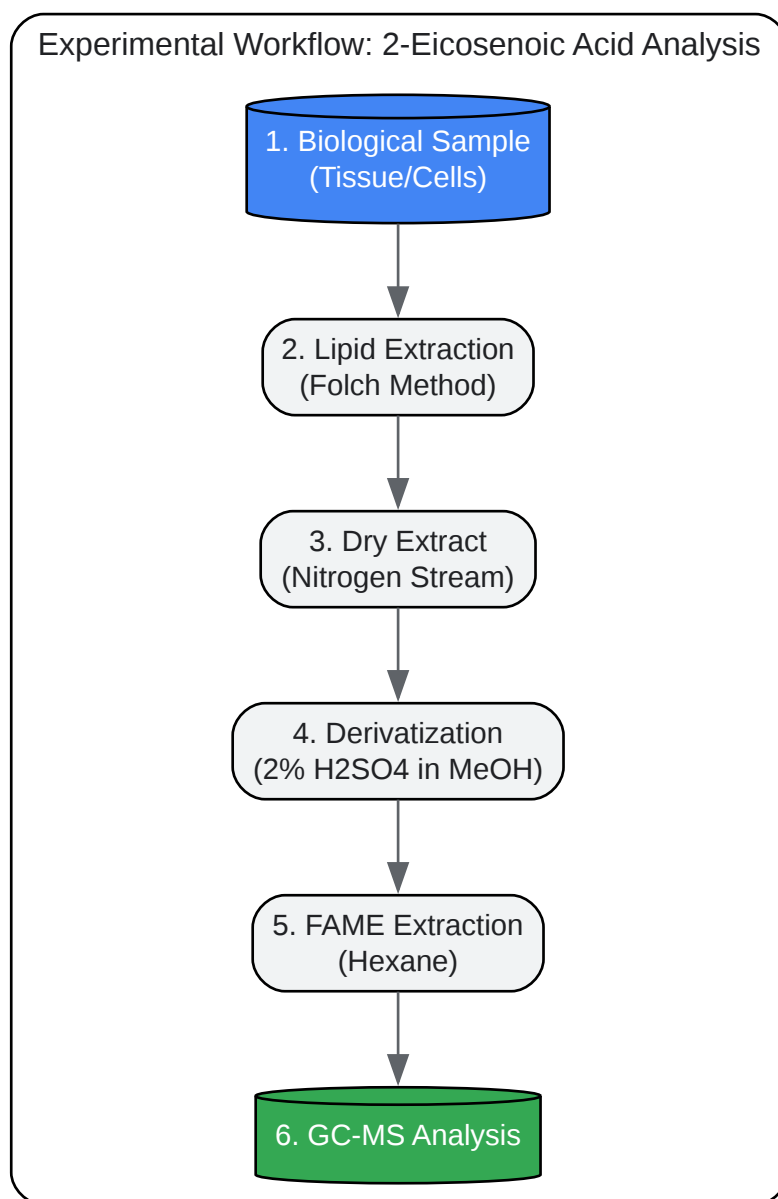 Experimental Workflow: 2-Eicosenoic Acid Analysis
1. Biological Sample
(Tissue/Cells)
2. Lipid Extraction
(Folch Method)
3. Dry Extract
(Nitrogen Stream)
4. Derivatization
(2% H2SO4 in MeOH)
5. FAME Extraction
(Hexane)
6. GC-MS Analysis